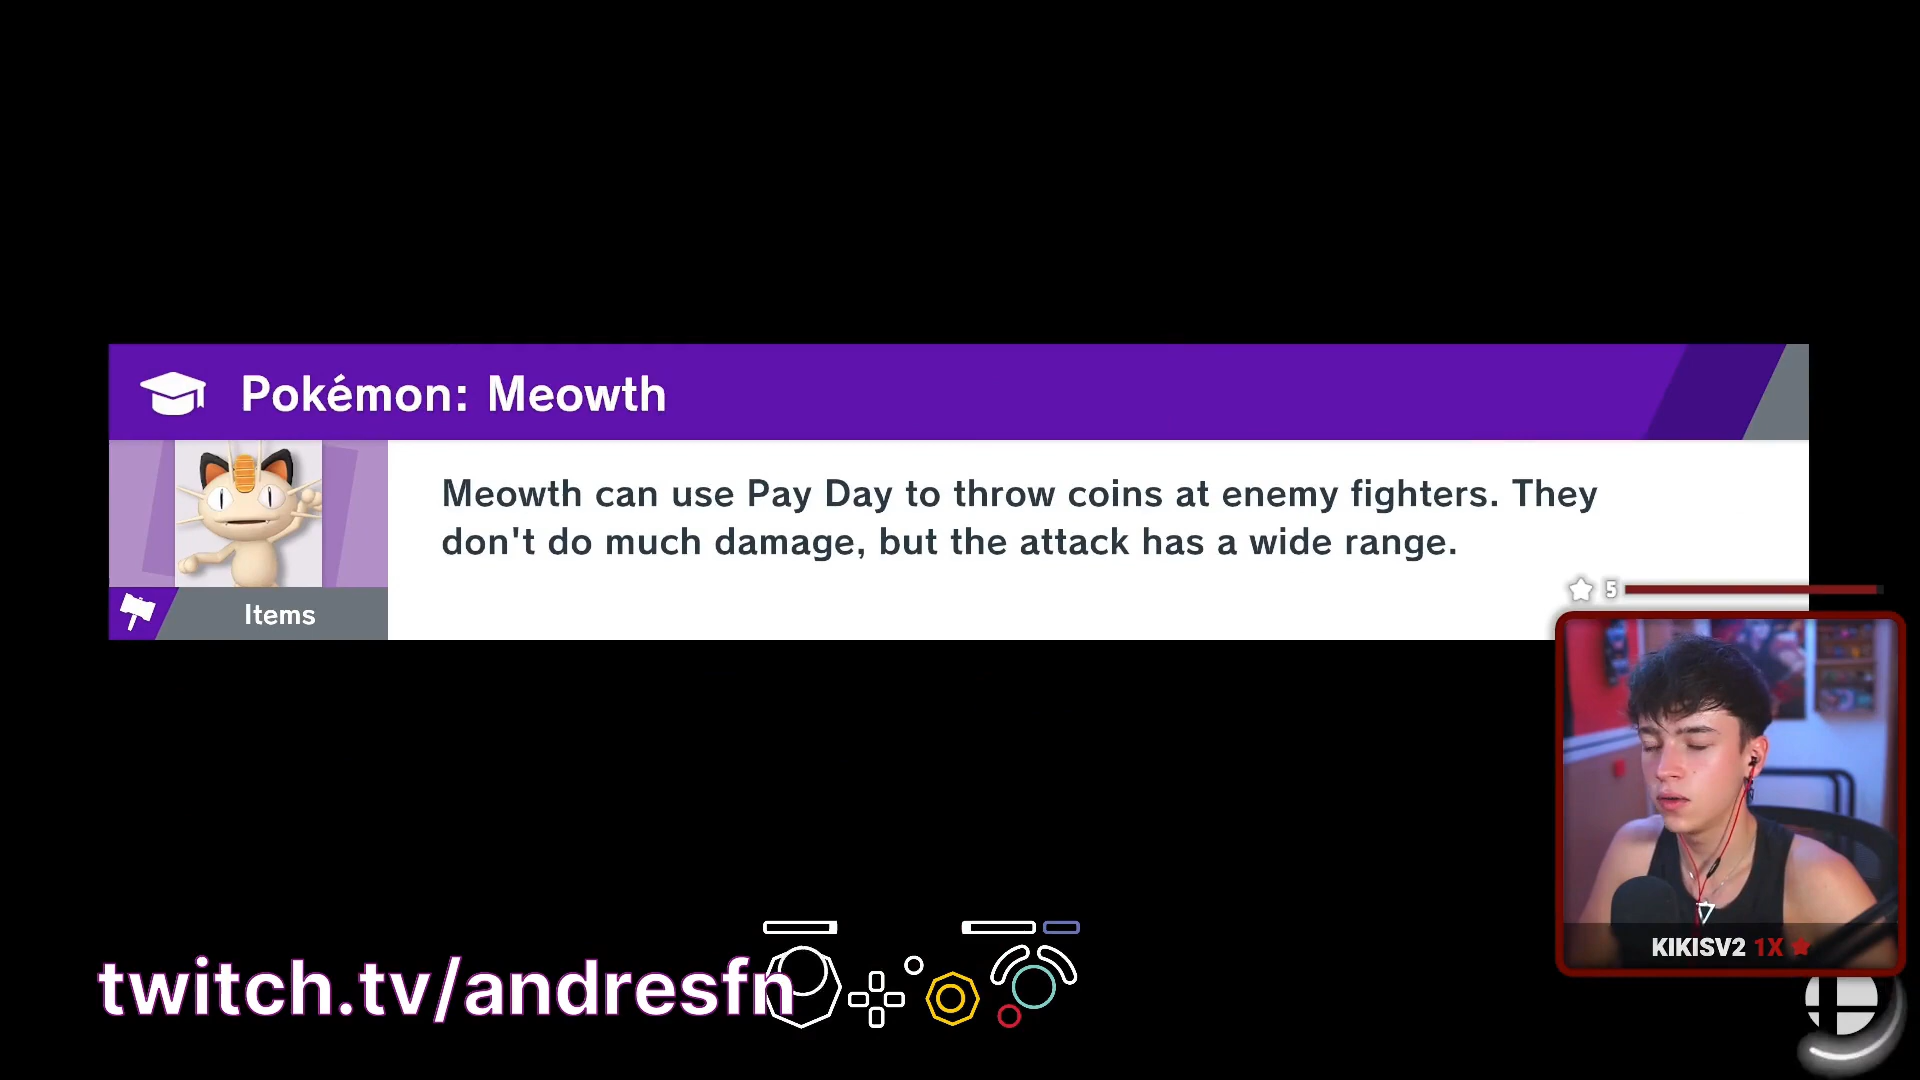 Pokémon: Meowth
Meowth can use Pay Day to throw coins at enemy fighters. They
don't do much damage, but the attack has a wide range.
Items
5
KIKISV2 1X
twitch.tv/andresfn